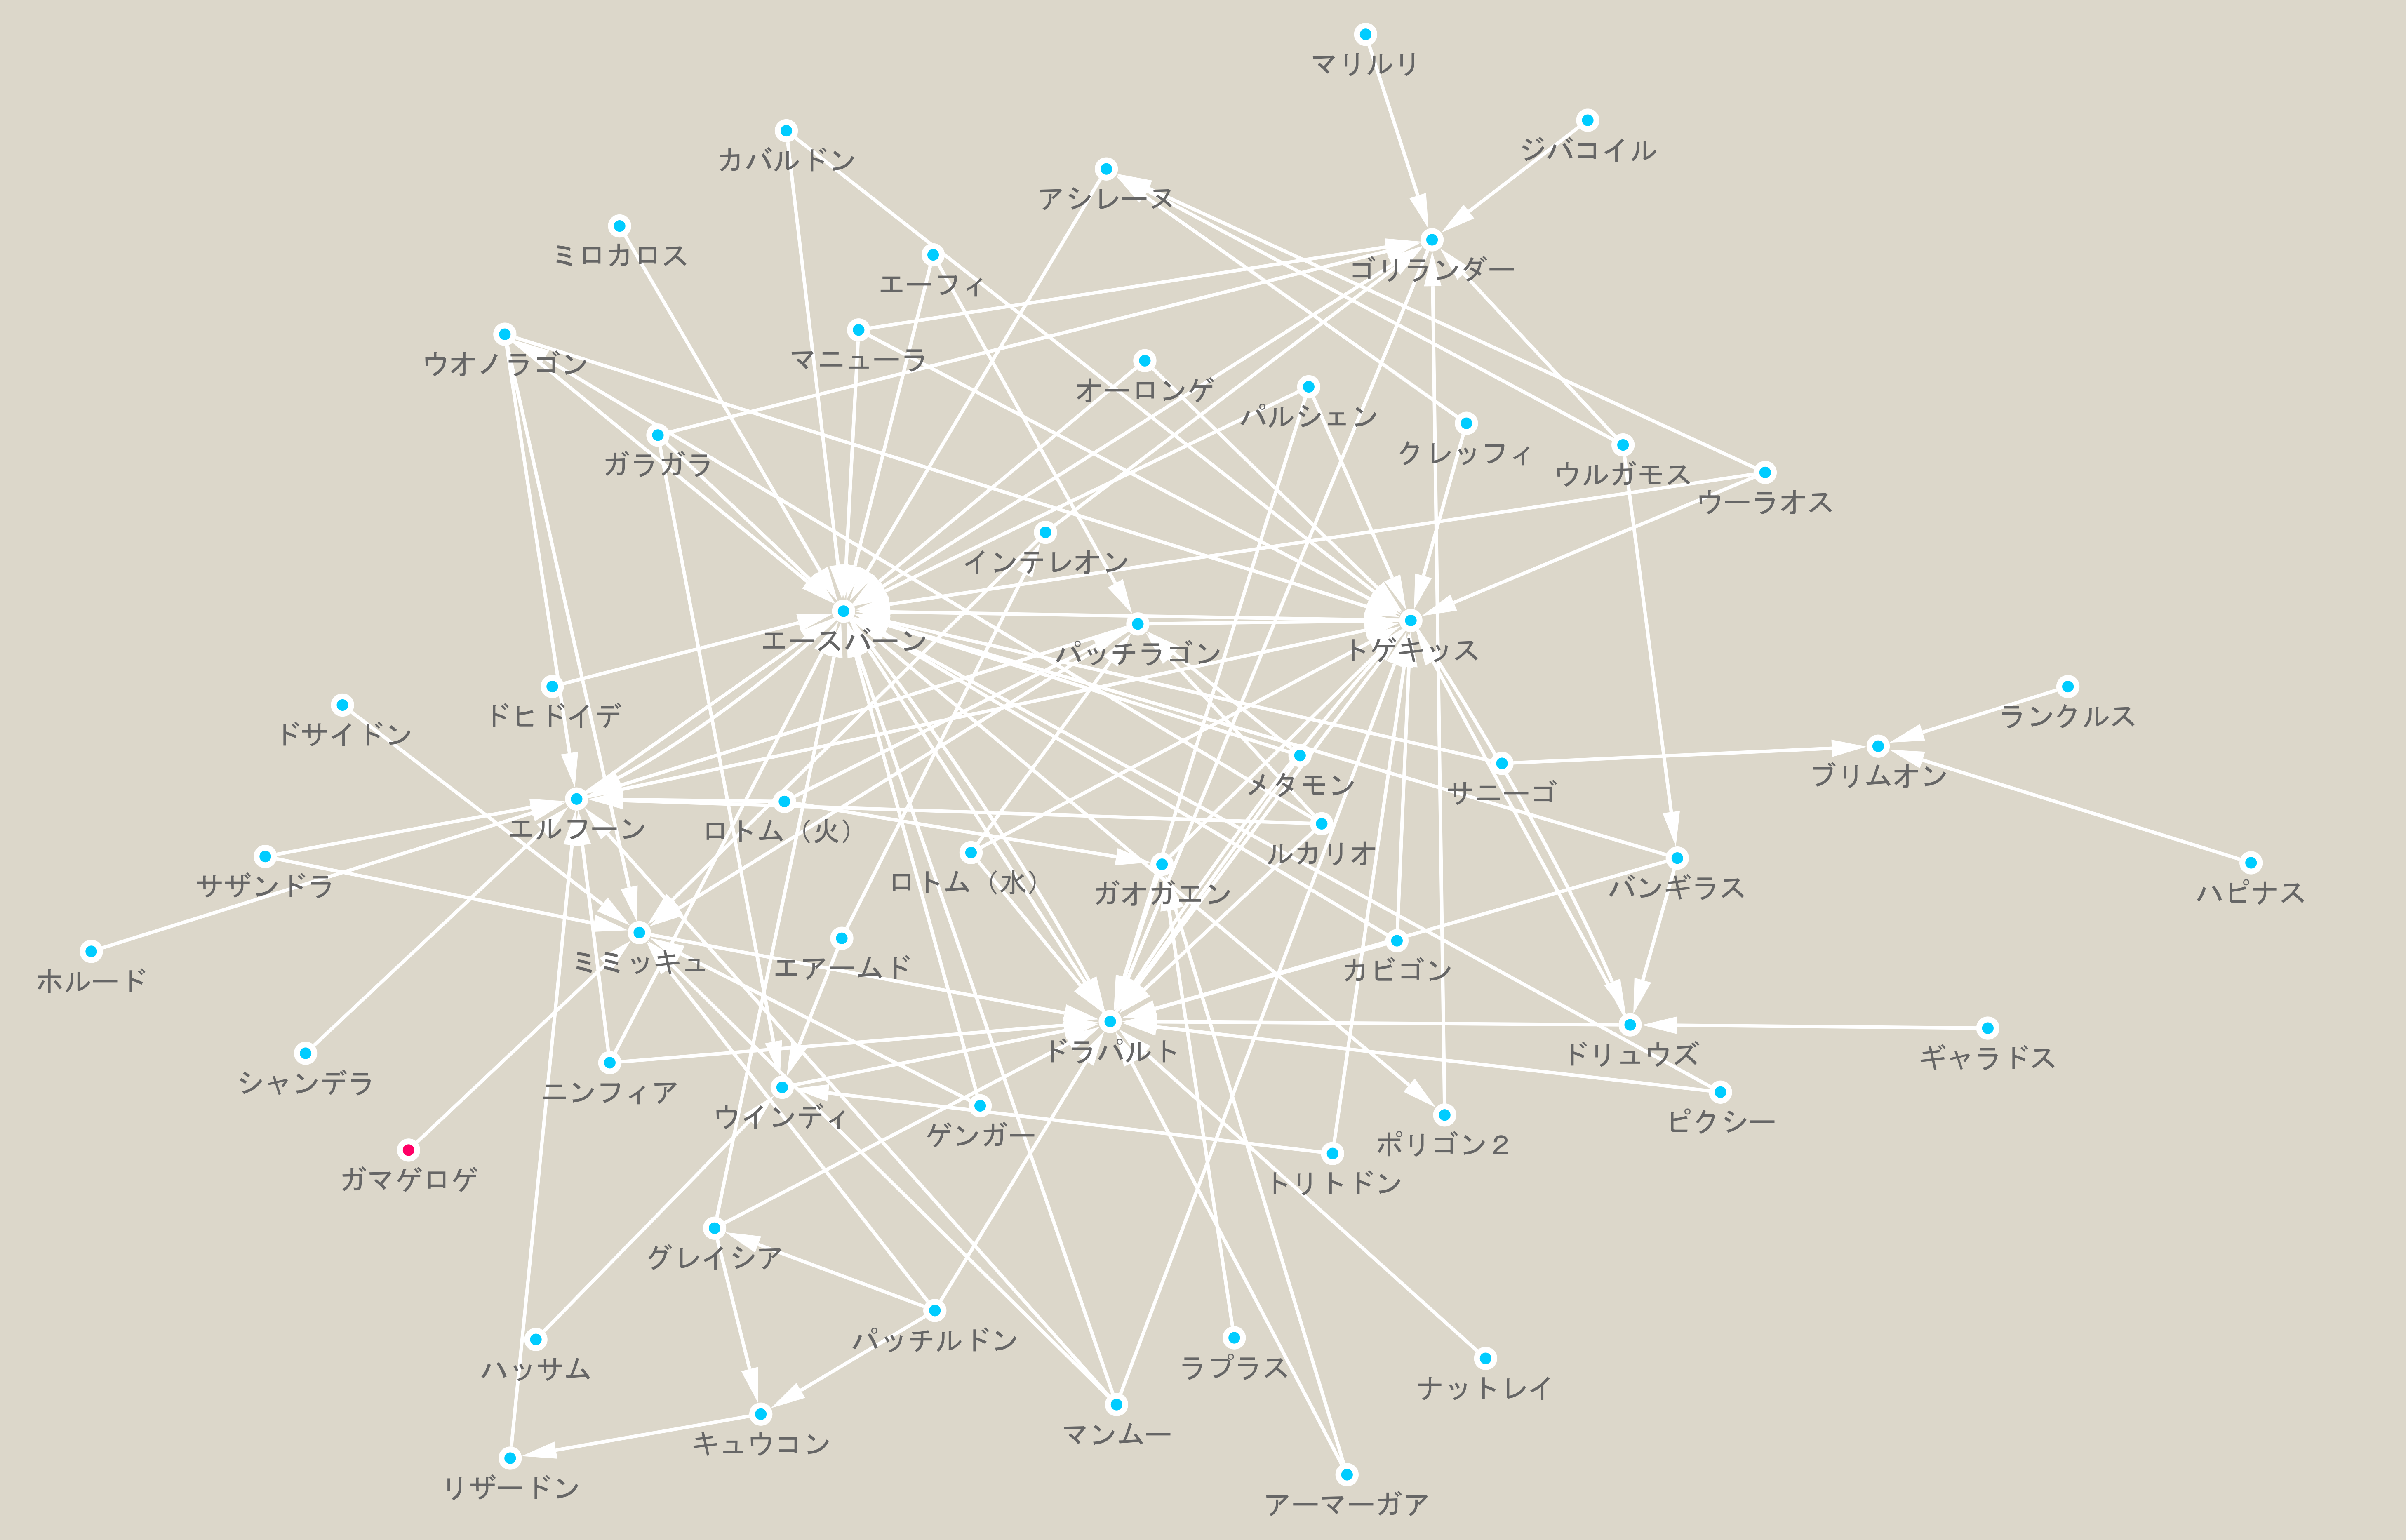 マリルリ
ジバコイル
カバルドン
アシレーヌ
ミロカロス
ゴリランダー
エーフィ
ウオノラゴン
マニューラ
オーロンゲ
パルシェン
ガラガラ
クレッフィ
ウルガモス
ウーラオス
インテレオン
エースバーン
パッチラゴン
トゲキッス
ドヒドイデ
ランクルス
ドサイドン
ブリムオン
メタモン
サニーゴ
エルフーン
ロトム（火）
ルカリオ
サザンドラ
ロトム（水）
ガオガエン
バンギラス
ハピナス
ホルード
ミミッキュ
エアームド
カビゴン
シャンデラ
ドラパルト
ドリュウズ
ギャラドス
ニンフィア
ウインディ
ゲンガー
ポリゴン２
ピクシー
ガマゲロゲ
トリトドン
グレイシア
ハッサム
パッチルドン
ラプラス
ナットレイ
キュウコン
マンムー
リザードン
アーマーガア